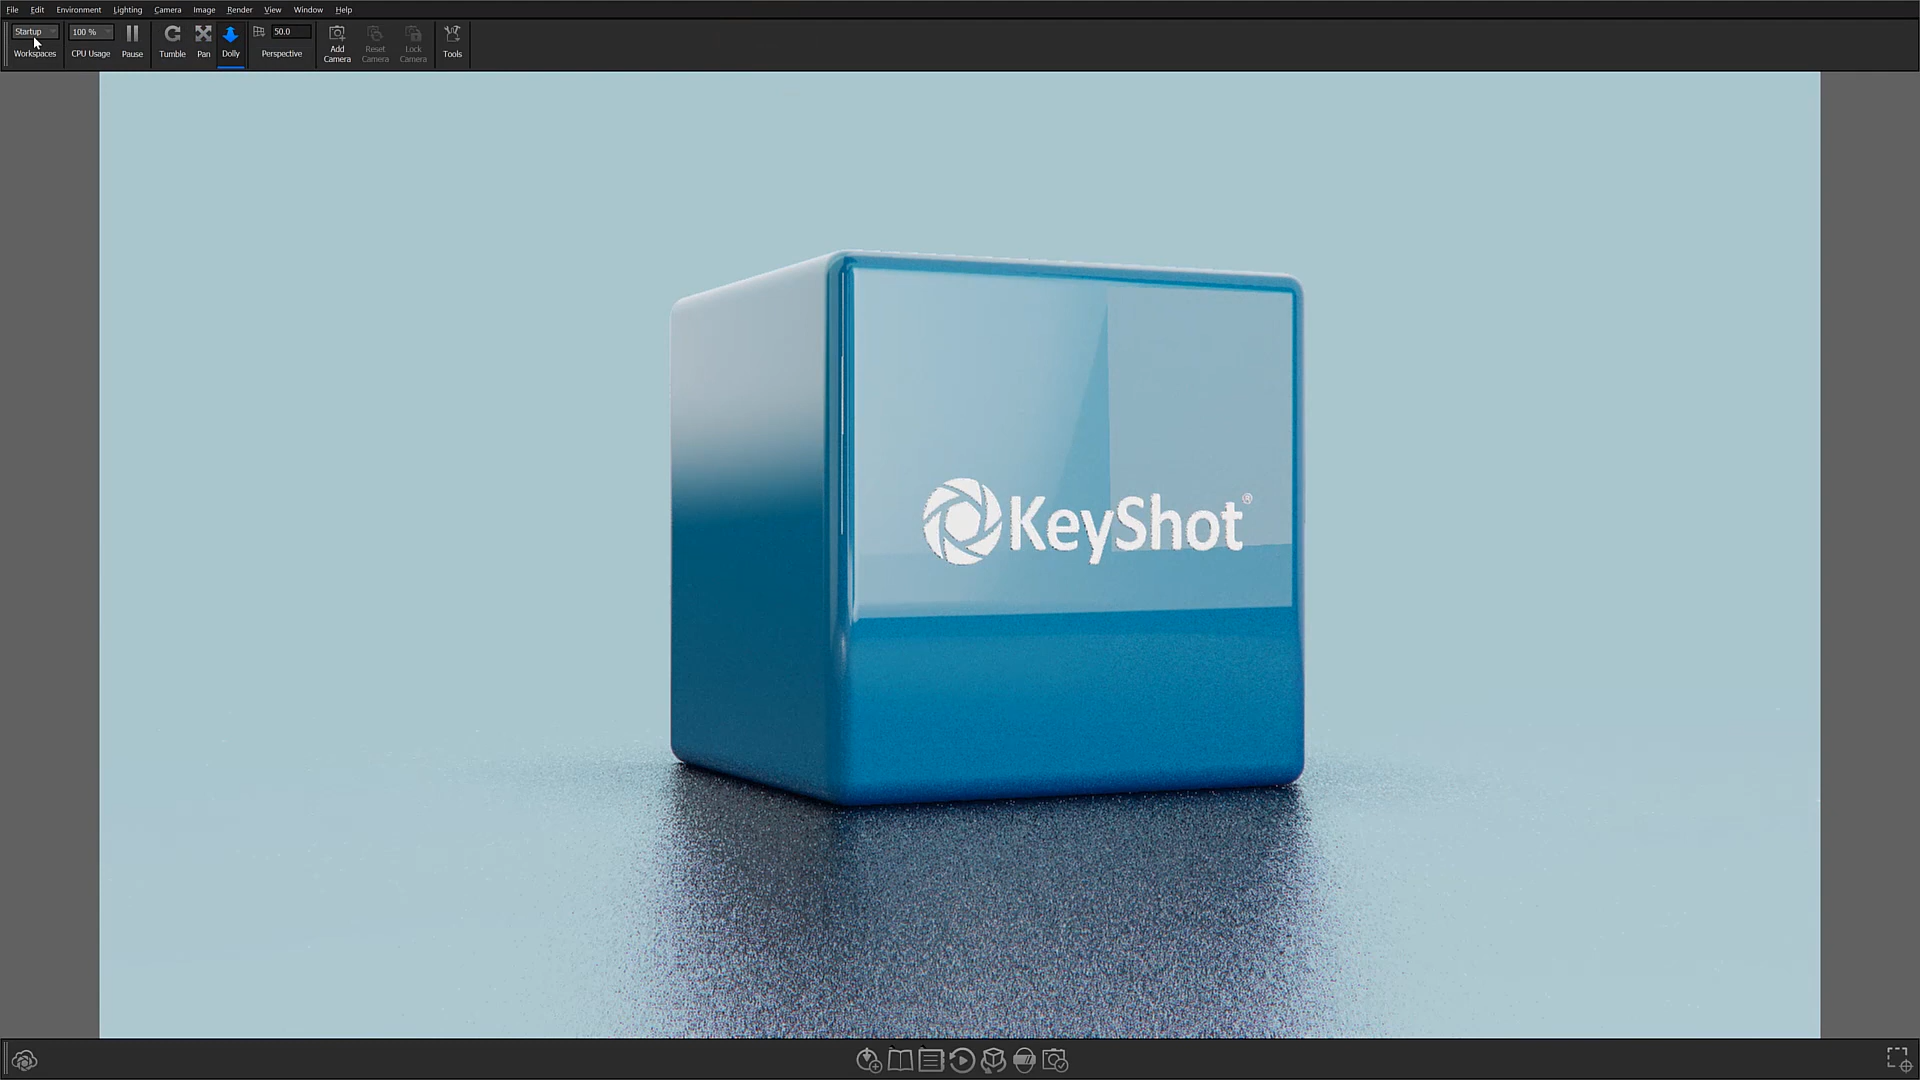 File Edit Environment Lighting Camera Image Render View Window Help
Startup 100 % 50.0
Workspaces CPU Usage Pause Tumble Pan Dolly Perspective Add Camera Reset Camera Lock Camera Tools
KeyShot®